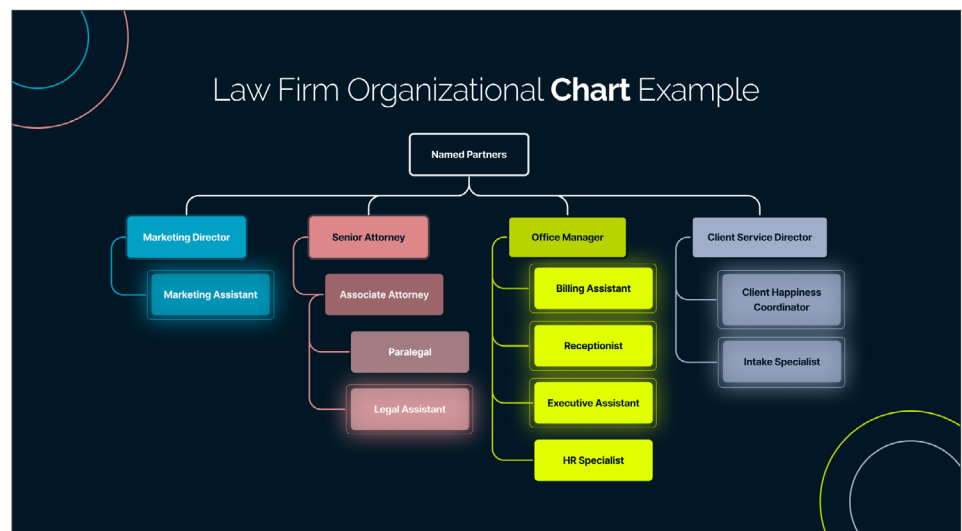 Law Firm Organizational Chart Example
Named Partners
Marketing Director
Marketing Assistant
Senior Attorney
Associate Attorney
Paralegal
Legal Assistant
Office Manager
Billing Assistant
Receptionist
Executive Assistant
HR Specialist
Client Service Director
Client Happiness
Coordinator
Intake Specialist